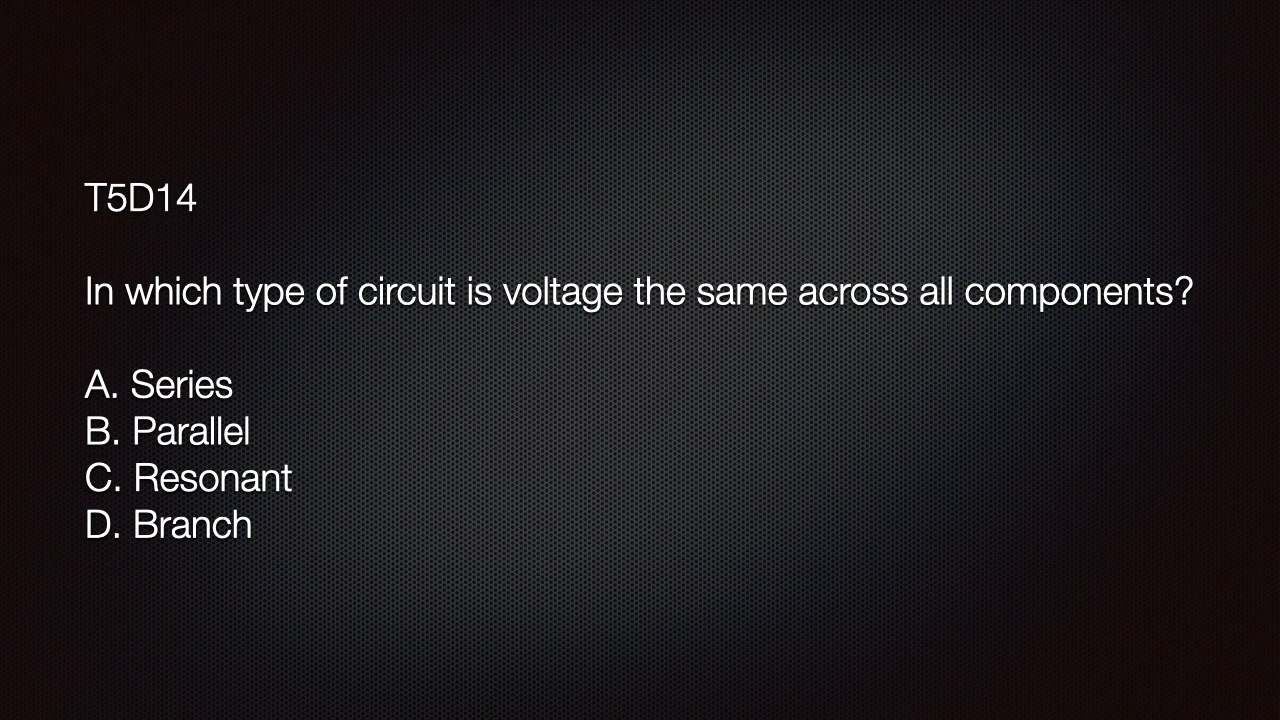 T5D14
In which type of circuit is voltage the same across all components?
A. Series
B. Parallel
C. Resonant
D. Branch